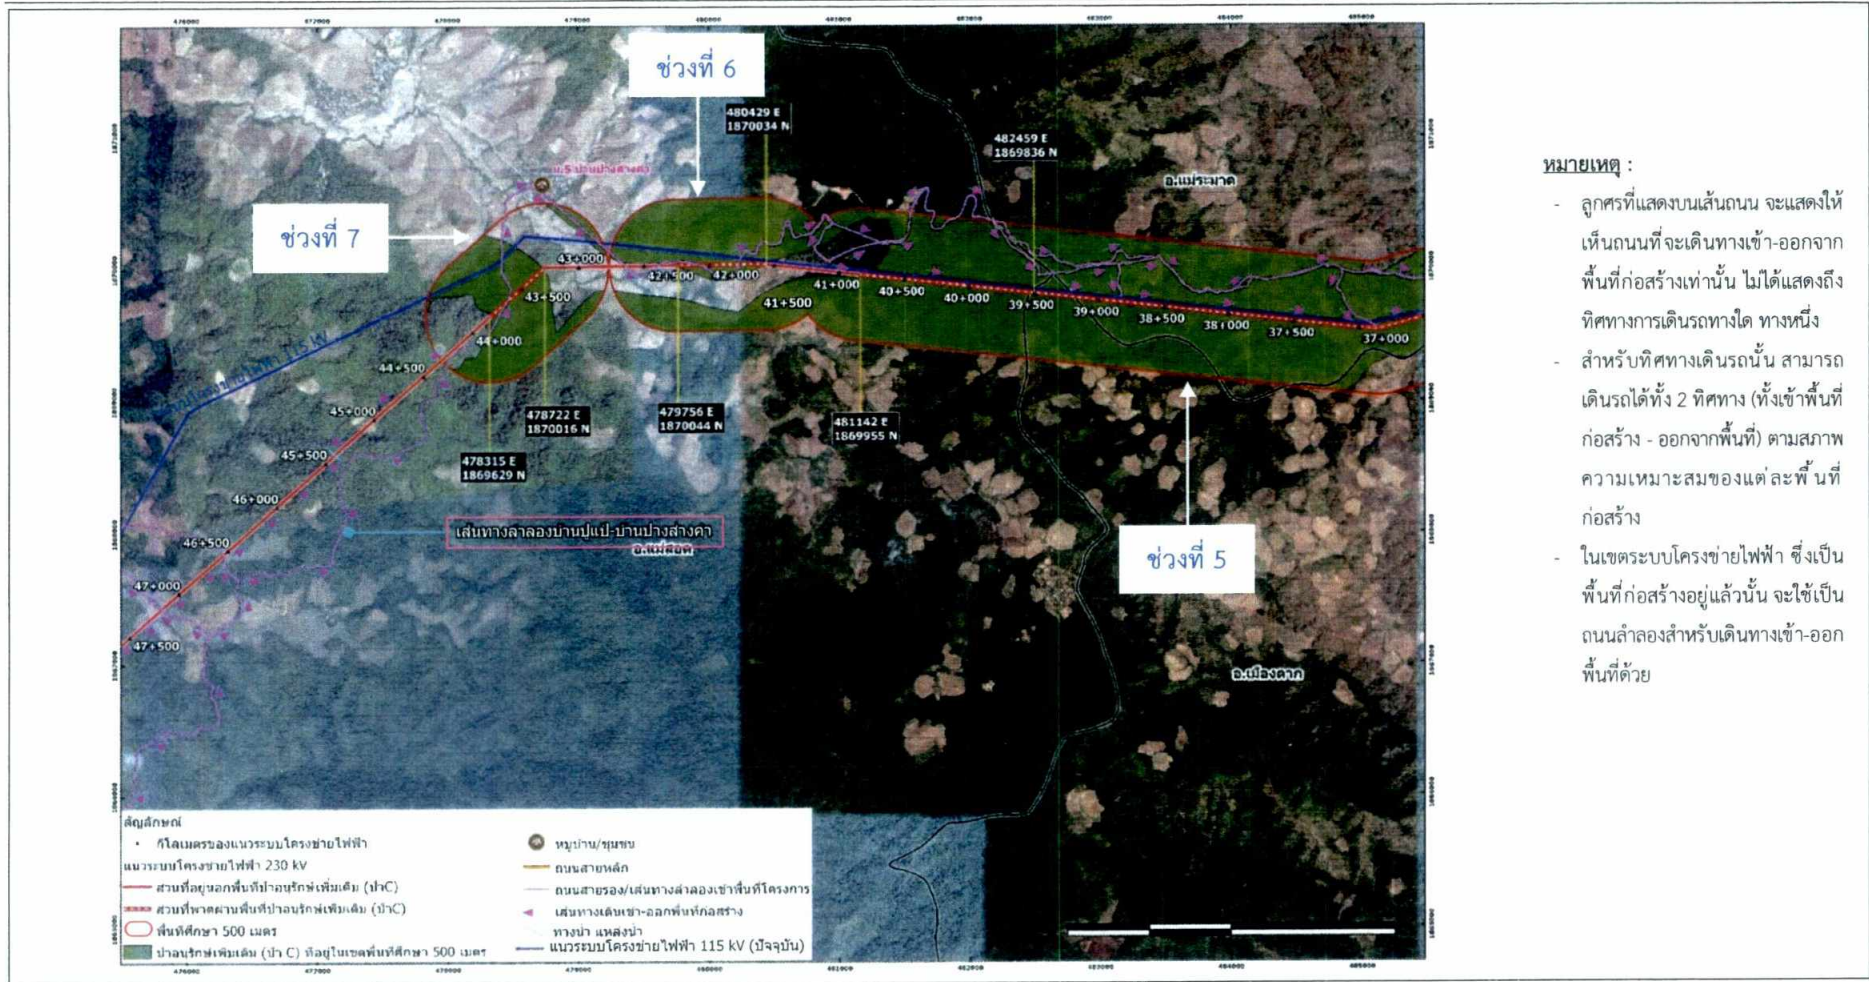 476000 477000 478000 479000 480000 481000 482000 483000 484000 485000
ช่วงที่ 6
480429 E
1870034 N
482459 E
1869836 N
ม.5 บ้านปางส่างคำ
อ.แม่ระมาด
ช่วงที่ 7
43+000
42+500
42+000
41+500
41+000
40+500
40+000
39+500
39+000
38+500
38+000
37+500
37+000
43+500
44+000
44+500
45+000
45+500
46+000
46+500
47+000
47+500
478722 E
1870016 N
479756 E
1870044 N
481142 E
1869955 N
478315 E
1869629 N
เส้นทางลำลองบ้านปูแป้-บ้านปางส่างคำ
อ.แม่สอด
ช่วงที่ 5
อ.เมืองตาก
สัญลักษณ์
กิโลเมตรของแนวระบบโครงข่ายไฟฟ้า
แนวระบบโครงข่ายไฟฟ้า 230 kV
ส่วนที่อยู่นอกพื้นที่ป่าอนุรักษ์เพิ่มเติม (ป่าC)
ส่วนที่พาดผ่านพื้นที่ป่าอนุรักษ์เพิ่มเติม (ป่าC)
พื้นที่ศึกษา 500 เมตร
ป่าอนุรักษ์เพิ่มเติม (ป่า C) ที่อยู่ในเขตพื้นที่ศึกษา 500 เมตร
หมู่บ้าน/ชุมชน
ถนนสายหลัก
ถนนสายรอง/เส้นทางลำลองเข้าพื้นที่โครงการ
เส้นทางเดินเข้า-ออกพื้นที่ก่อสร้าง
ทางน้ำ แหล่งน้ำ
แนวระบบโครงข่ายไฟฟ้า 115 kV (ปัจจุบัน)
476000 477000 478000 479000 480000 481000 482000 483000 484000 485000
หมายเหตุ :
- ลูกศรที่แสดงบนเส้นถนน จะแสดงให้
เห็นถนนที่จะเดินทางเข้า-ออกจาก
พื้นที่ก่อสร้างเท่านั้น ไม่ได้แสดงถึง
ทิศทางการเดินรถทางใด ทางหนึ่ง
- สำหรับทิศทางเดินรถนั้น สามารถ
เดินรถได้ทั้ง 2 ทิศทาง (ทั้งเข้าพื้นที่
ก่อสร้าง - ออกจากพื้นที่) ตามสภาพ
ความเหมาะสมของแต่ละพื้นที่
ก่อสร้าง
- ในเขตระบบโครงข่ายไฟฟ้า ซึ่งเป็น
พื้นที่ก่อสร้างอยู่แล้วนั้น จะใช้เป็น
ถนนลำลองสำหรับเดินทางเข้า-ออก
พื้นที่ด้วย